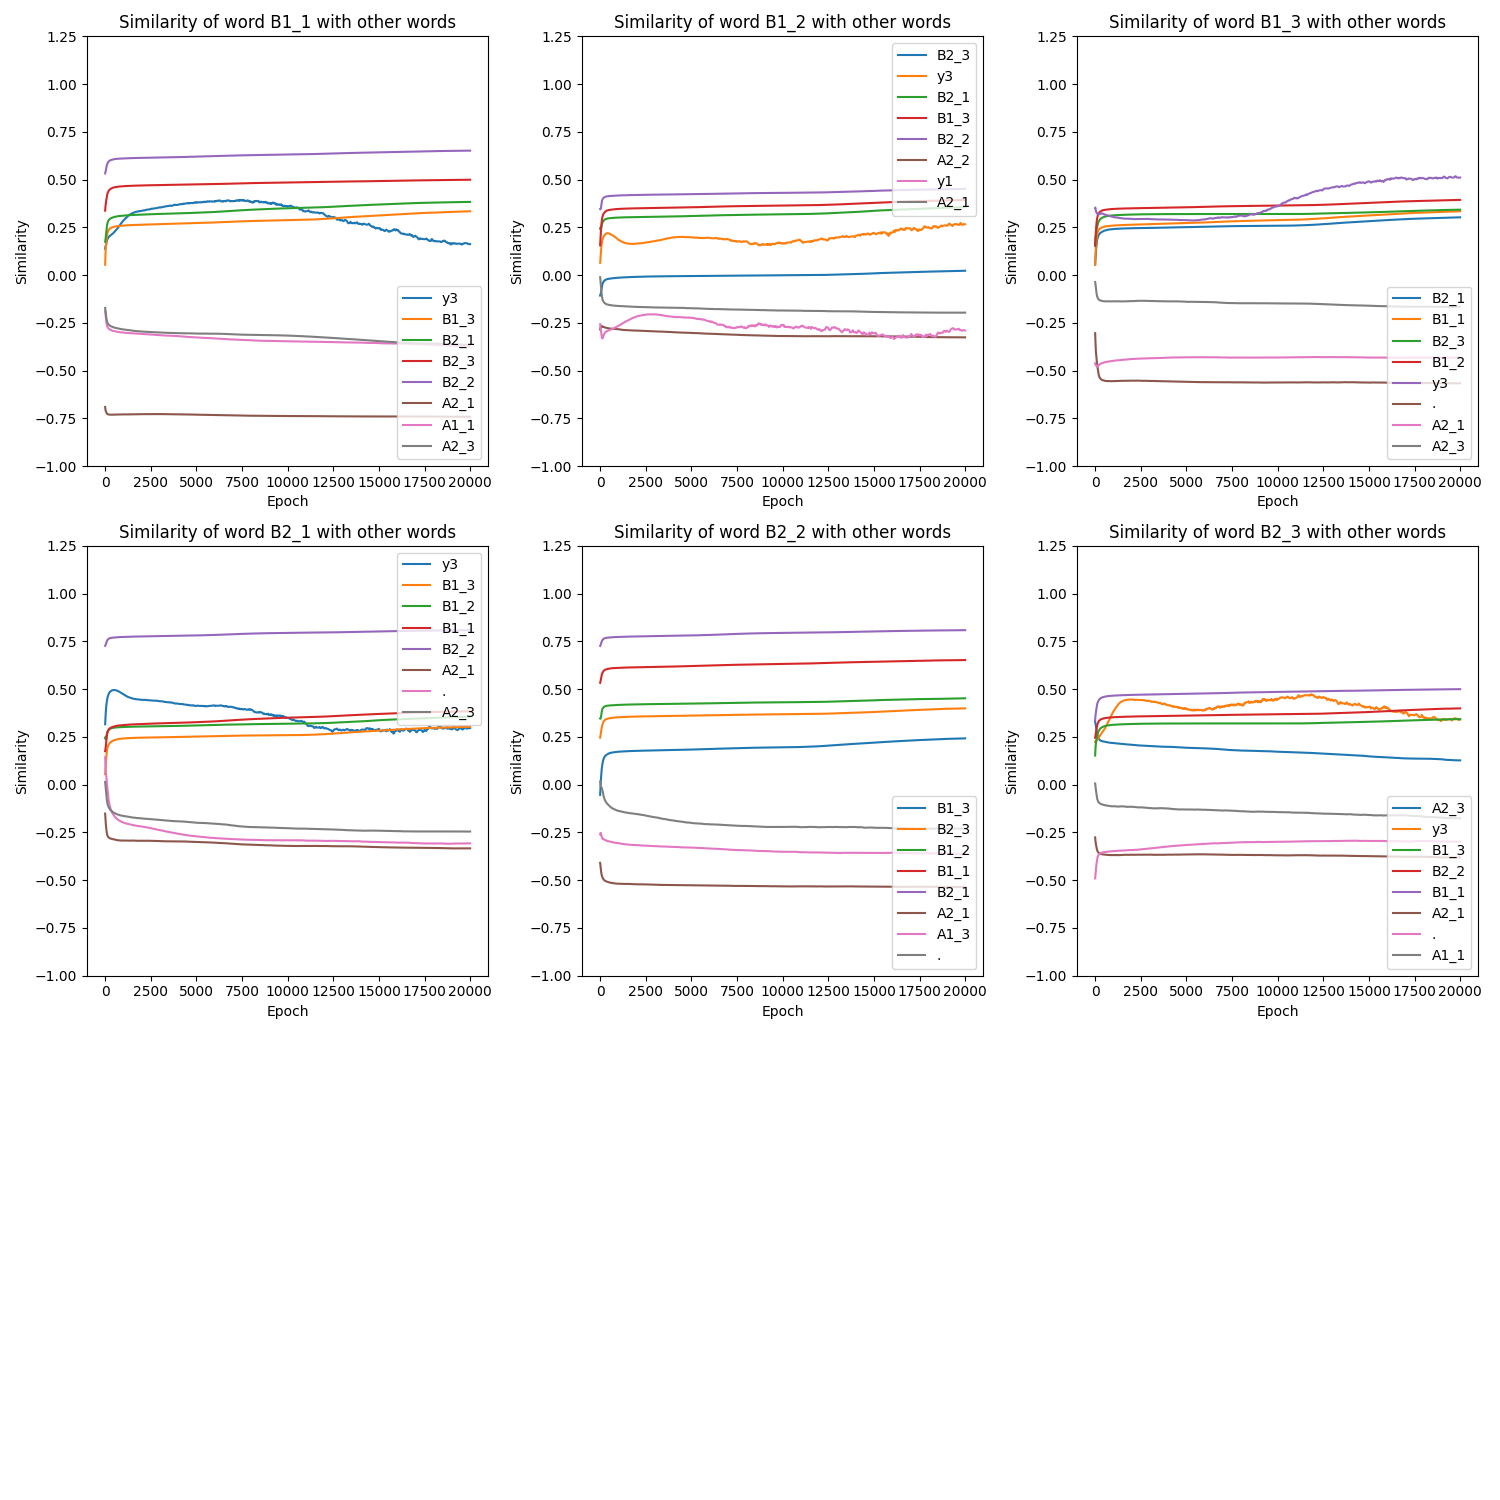 Similarity of word B1_1 with other words
1.25
1.00
0.75
0.50
0.25
0.00
−0.25
−0.50
−0.75
−1.00
Similarity
0 2500 5000 7500 10000 12500 15000 17500 20000
Epoch
y3
B1_3
B2_1
B2_3
B2_2
A2_1
A1_1
A2_3
Similarity of word B1_2 with other words
1.25
1.00
0.75
0.50
0.25
0.00
−0.25
−0.50
−0.75
−1.00
Similarity
0 2500 5000 7500 10000 12500 15000 17500 20000
Epoch
B2_3
y3
B2_1
B1_3
B2_2
A2_2
y1
A2_1
Similarity of word B1_3 with other words
1.25
1.00
0.75
0.50
0.25
0.00
−0.25
−0.50
−0.75
−1.00
Similarity
0 2500 5000 7500 10000 12500 15000 17500 20000
Epoch
B2_1
B1_1
B2_3
B1_2
y3
.
A2_1
A2_3
Similarity of word B2_1 with other words
1.25
1.00
0.75
0.50
0.25
0.00
−0.25
−0.50
−0.75
−1.00
Similarity
0 2500 5000 7500 10000 12500 15000 17500 20000
Epoch
y3
B1_3
B1_2
B1_1
B2_2
A2_1
.
A2_3
Similarity of word B2_2 with other words
1.25
1.00
0.75
0.50
0.25
0.00
−0.25
−0.50
−0.75
−1.00
Similarity
0 2500 5000 7500 10000 12500 15000 17500 20000
Epoch
B1_3
B2_3
B1_2
B1_1
B2_1
A2_1
A1_3
.
Similarity of word B2_3 with other words
1.25
1.00
0.75
0.50
0.25
0.00
−0.25
−0.50
−0.75
−1.00
Similarity
0 2500 5000 7500 10000 12500 15000 17500 20000
Epoch
A2_3
y3
B1_3
B2_2
B1_1
A2_1
.
A1_1